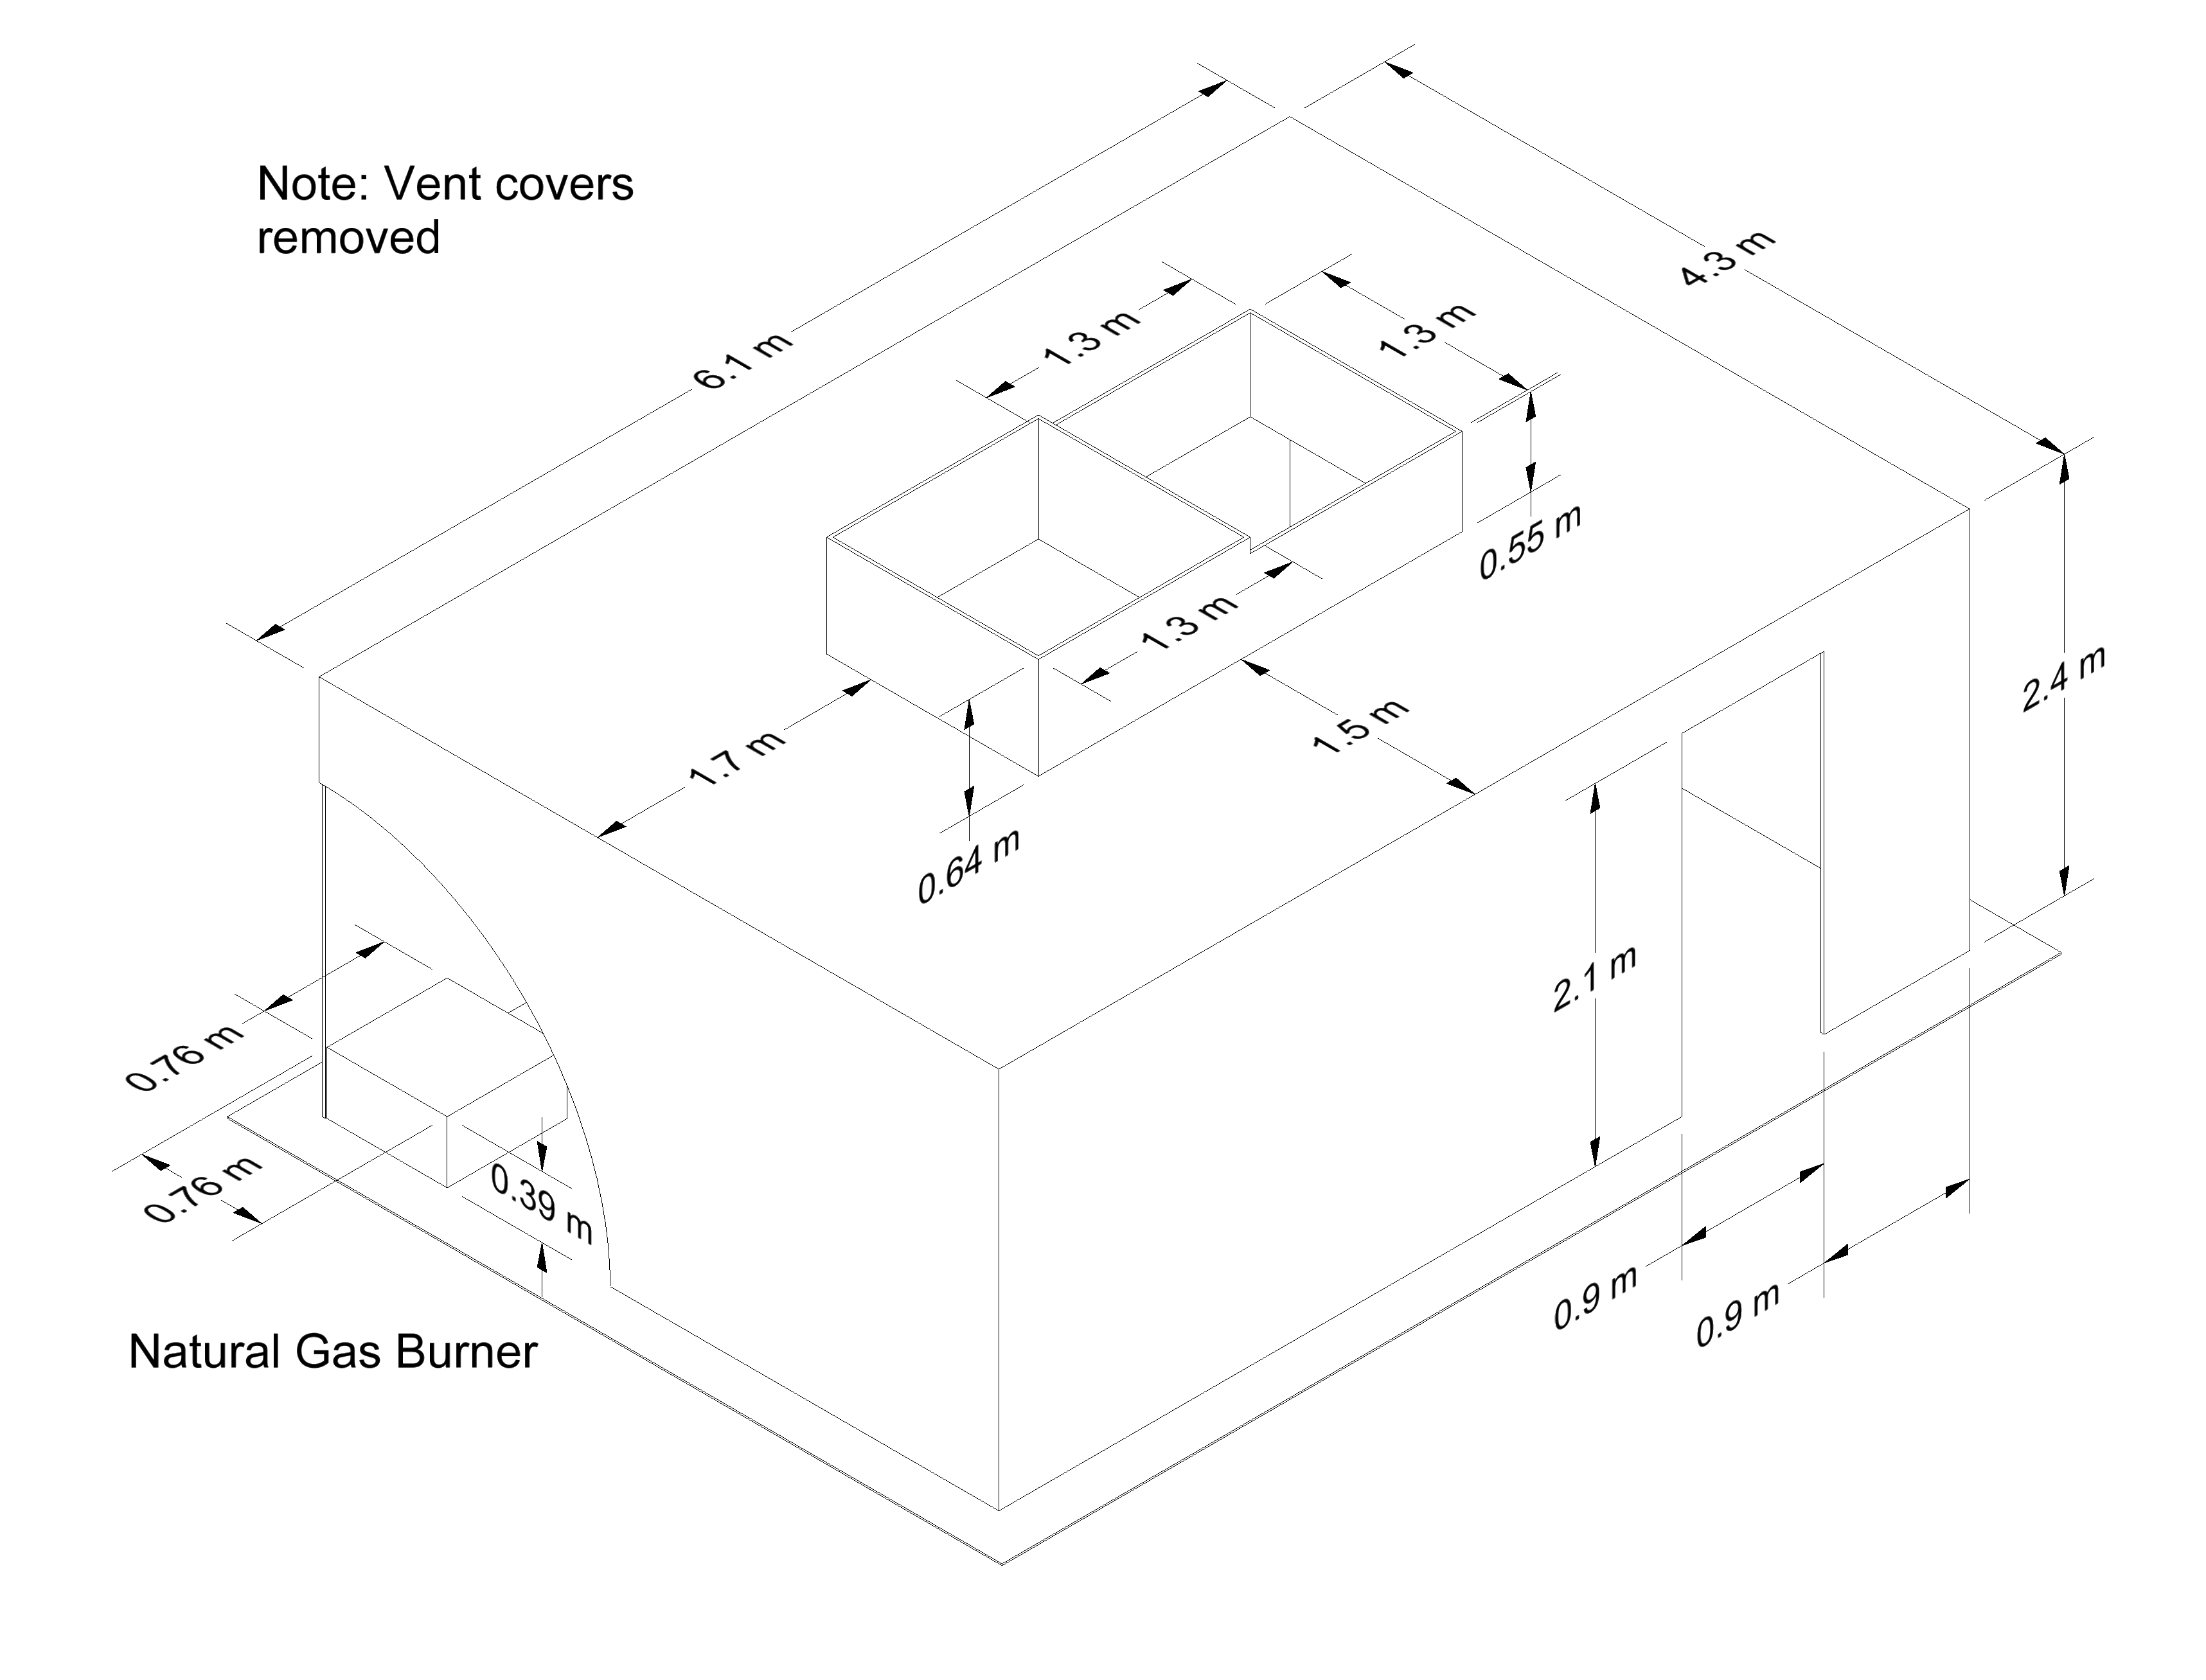 Note: Vent covers
removed
6.1 m
4.3 m
1.3 m
1.3 m
0.55 m
1.3 m
1.7 m
1.5 m
0.64 m
2.4 m
2.1 m
0.76 m
0.76 m
0.39 m
0.9 m
0.9 m
Natural Gas Burner